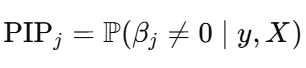 PIP_j = ℙ(β_j ≠ 0 | y, X)